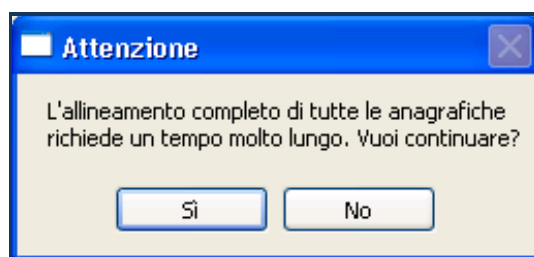 Attenzione
L'allineamento completo di tutte le anagrafiche
richiede un tempo molto lungo. Vuoi continuare?
Sì
No